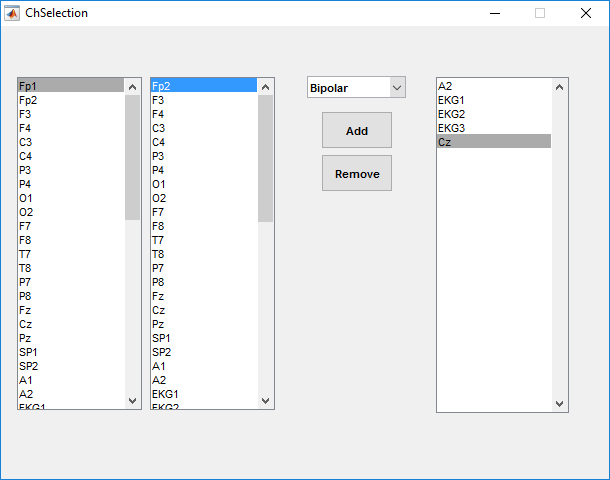 ChSelection
Fp1
Fp2
F3
F4
C3
C4
P3
P4
O1
O2
F7
F8
T7
T8
P7
P8
Fz
Cz
Pz
SP1
SP2
A1
A2
EKG1
Fp2
F3
F4
C3
C4
P3
P4
O1
O2
F7
F8
T7
T8
P7
P8
Fz
Cz
Pz
SP1
SP2
A1
A2
EKG1
EKG2
Bipolar
Add
Remove
A2
EKG1
EKG2
EKG3
Cz